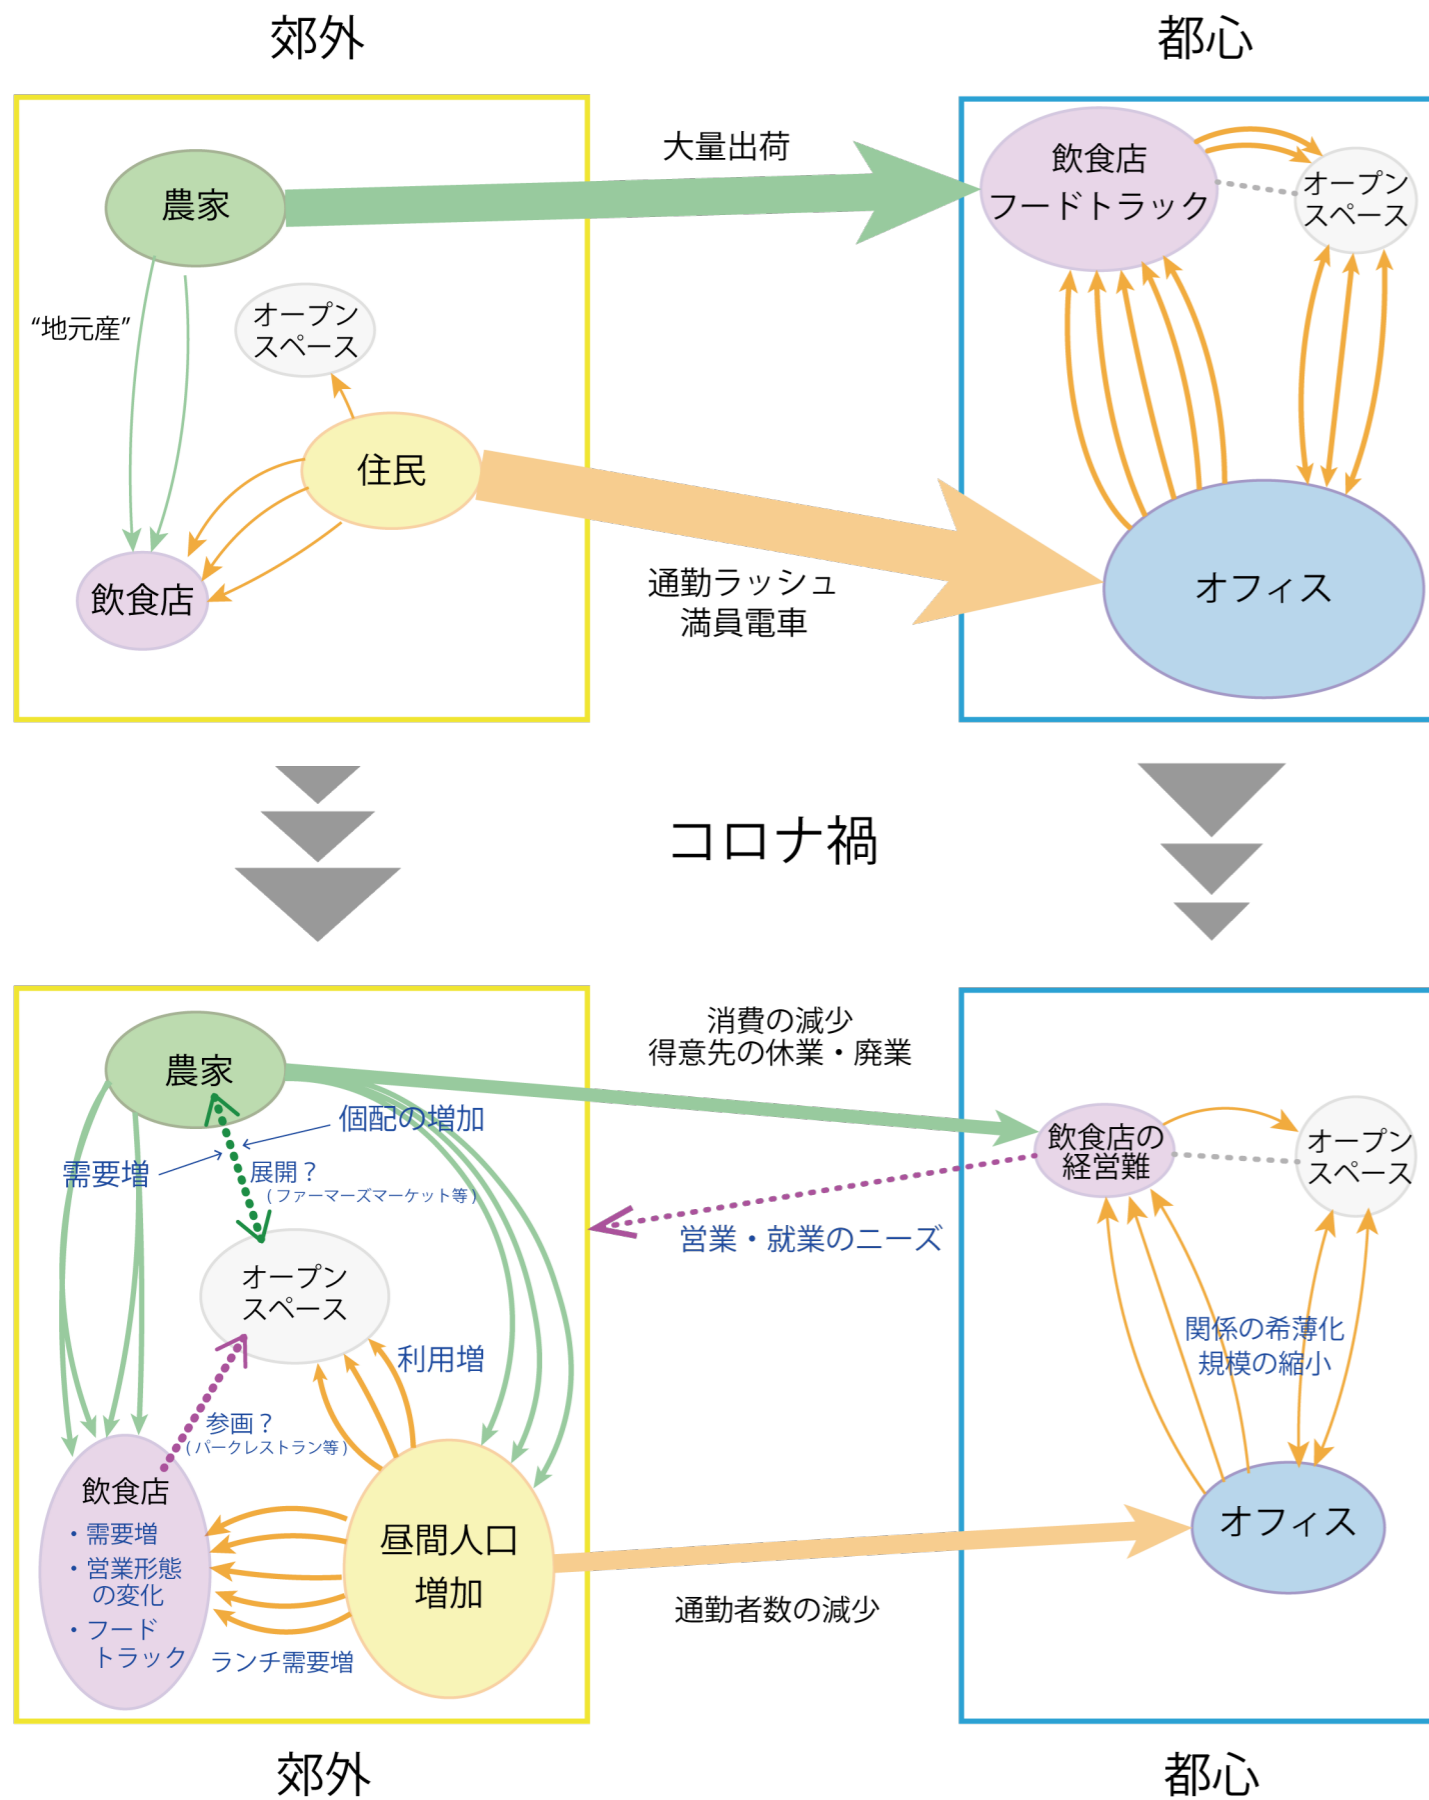 郊外
都心
大量出荷
農家
飲食店
フードトラック
オープン
スペース
“地元産”
オープン
スペース
住民
飲食店
通勤ラッシュ
満員電車
オフィス
コロナ禍
消費の減少
得意先の休業・廃業
農家
個配の増加
需要増
展開？
（ファーマーズマーケット等）
飲食店の
経営難
オープン
スペース
営業・就業のニーズ
オープン
スペース
利用増
関係の希薄化
規模の縮小
参画？
（パークレストラン等）
飲食店
・需要増
・営業形態
の変化
・フード
トラック
昼間人口
増加
ランチ需要増
オフィス
通勤者数の減少
郊外
都心